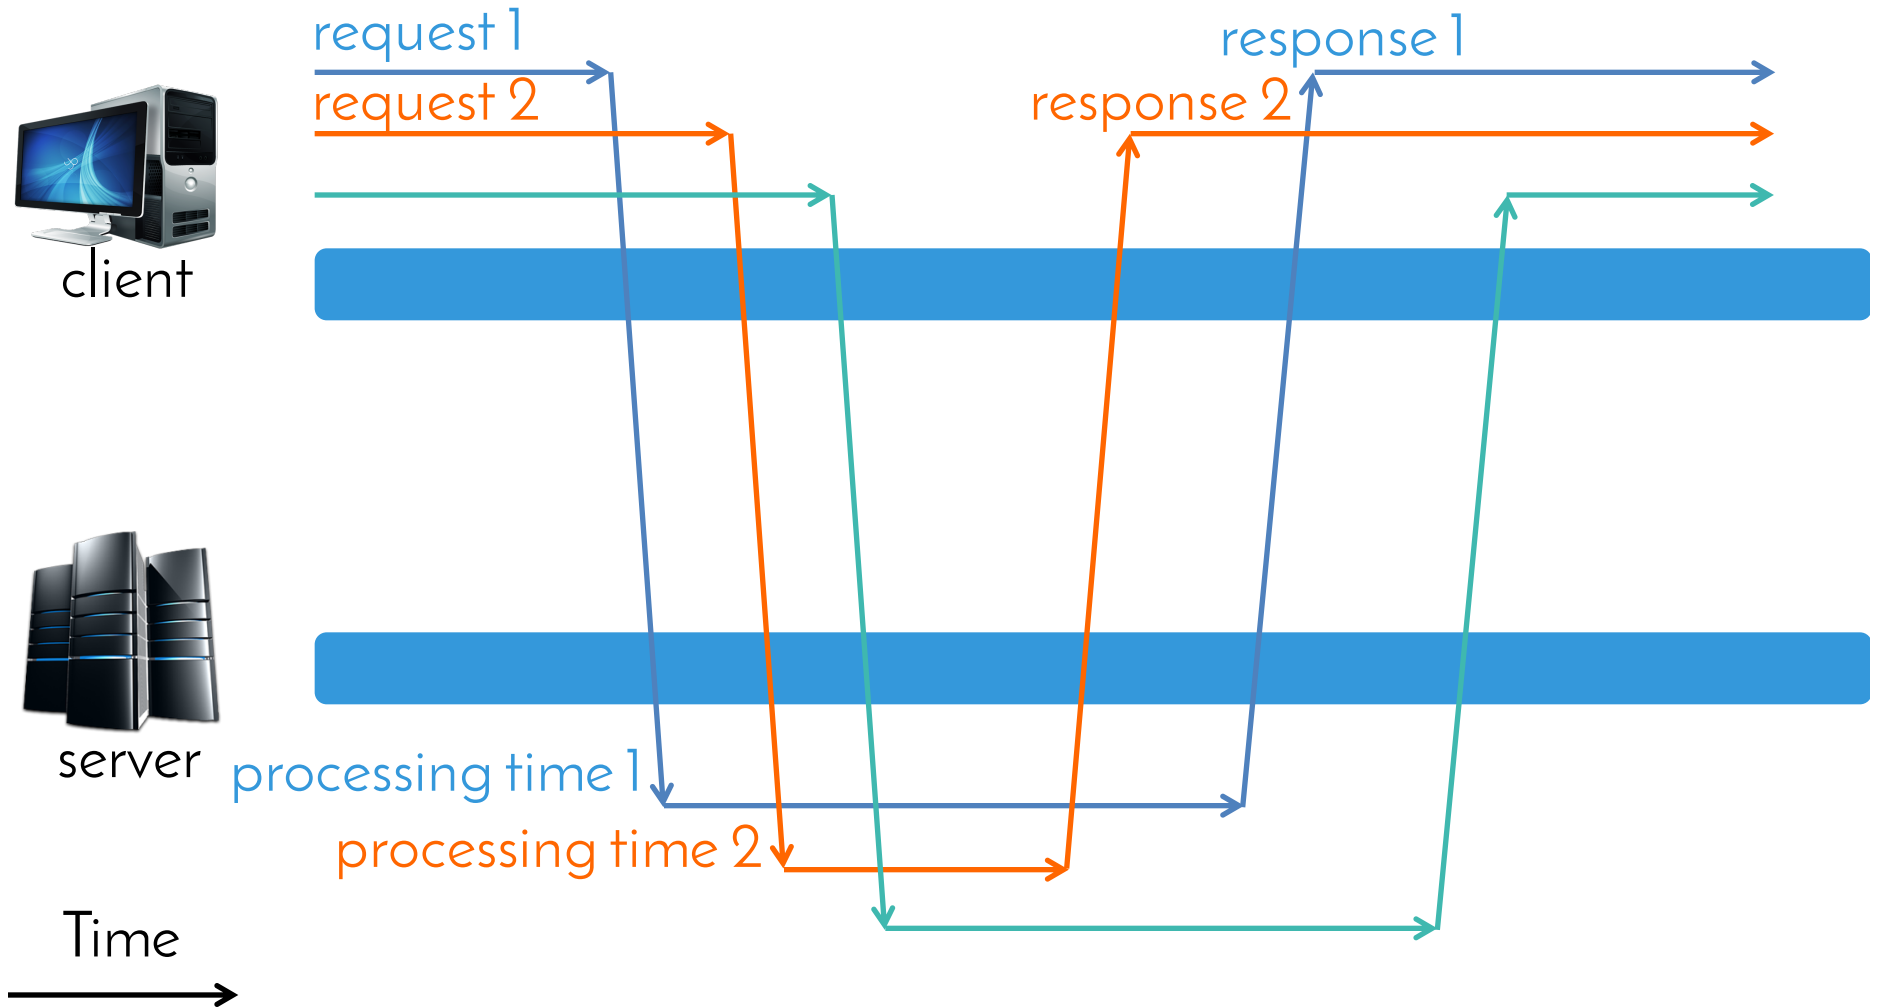 request 1
response 1
request 2
response 2
client
server
processing time 1
processing time 2
Time